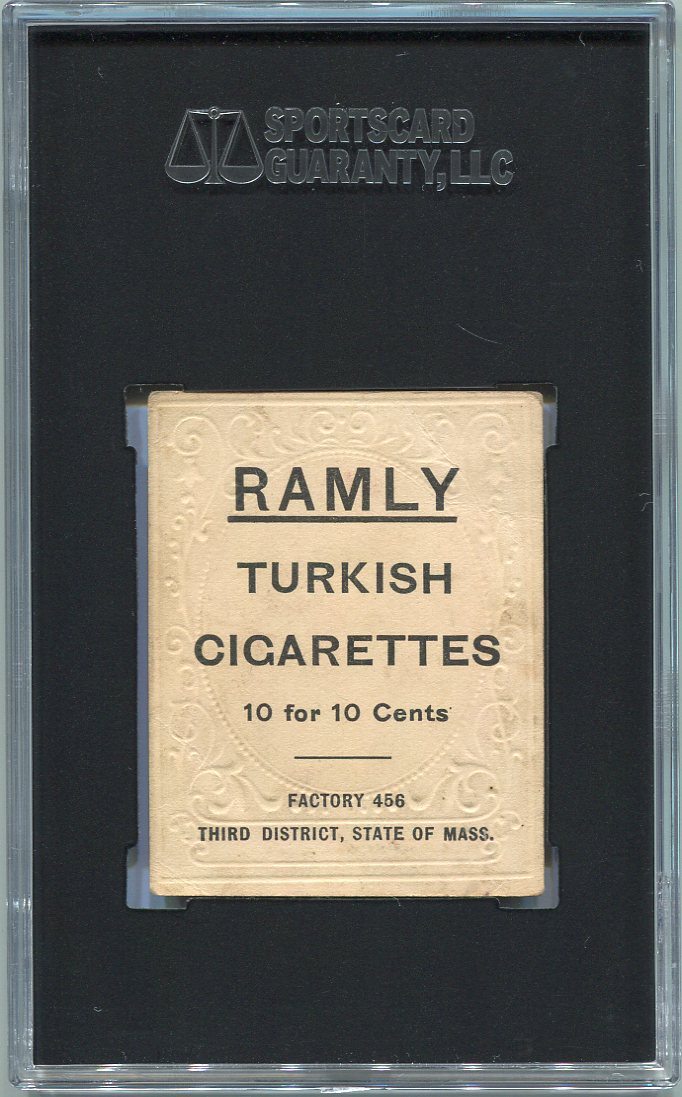 SPORTSCARD
GUARANTY, LLC
RAMLY
TURKISH
CIGARETTES
10 for 10 Cents
FACTORY 456
THIRD DISTRICT, STATE OF MASS.